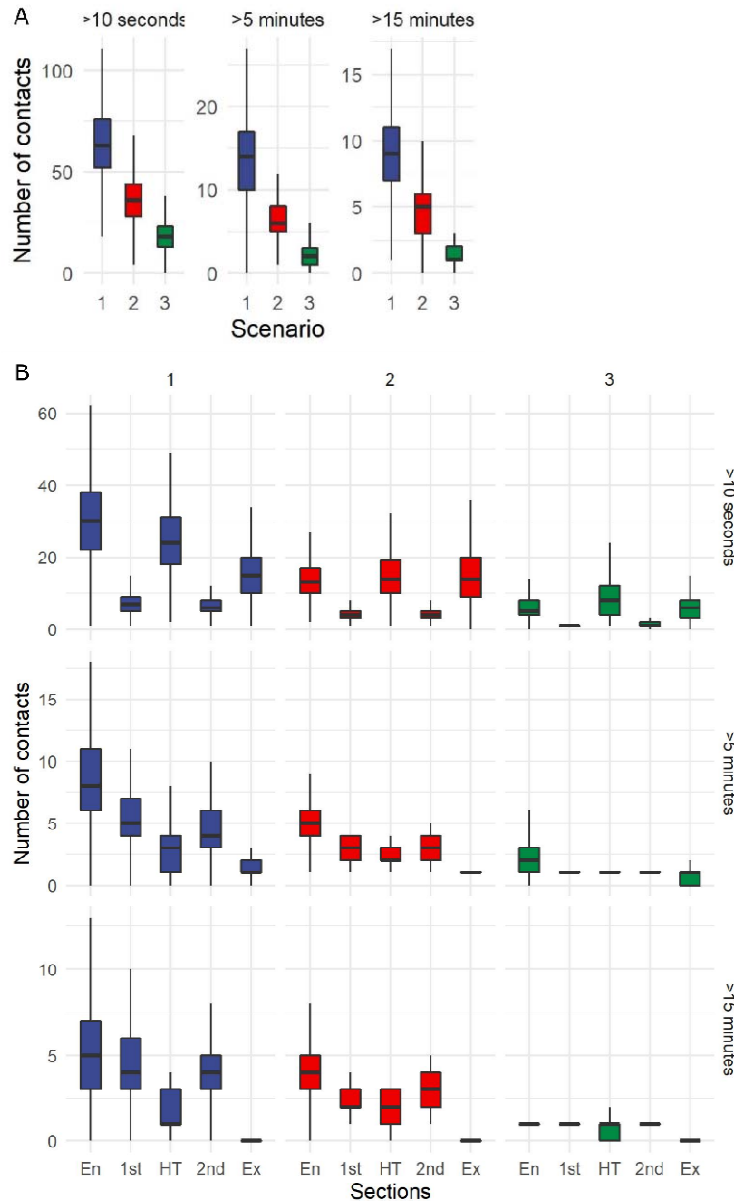 A
>10 seconds >5 minutes >15 minutes
Number of contacts
100
50
0
20
10
0
15
10
5
0
1 2 3 1 2 3 1 2 3
Scenario
B
1 2 3
Number of contacts
60
40
20
0
>10 seconds
15
10
5
0
>5 minutes
10
5
0
>15 minutes
En 1st HT 2nd Ex En 1st HT 2nd Ex En 1st HT 2nd Ex
Sections